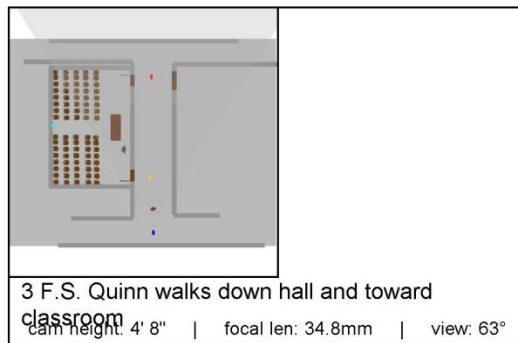 3 F.S. Quinn walks down hall and toward
classroom
cam height: 4' 8" | focal len: 34.8mm | view: 63°